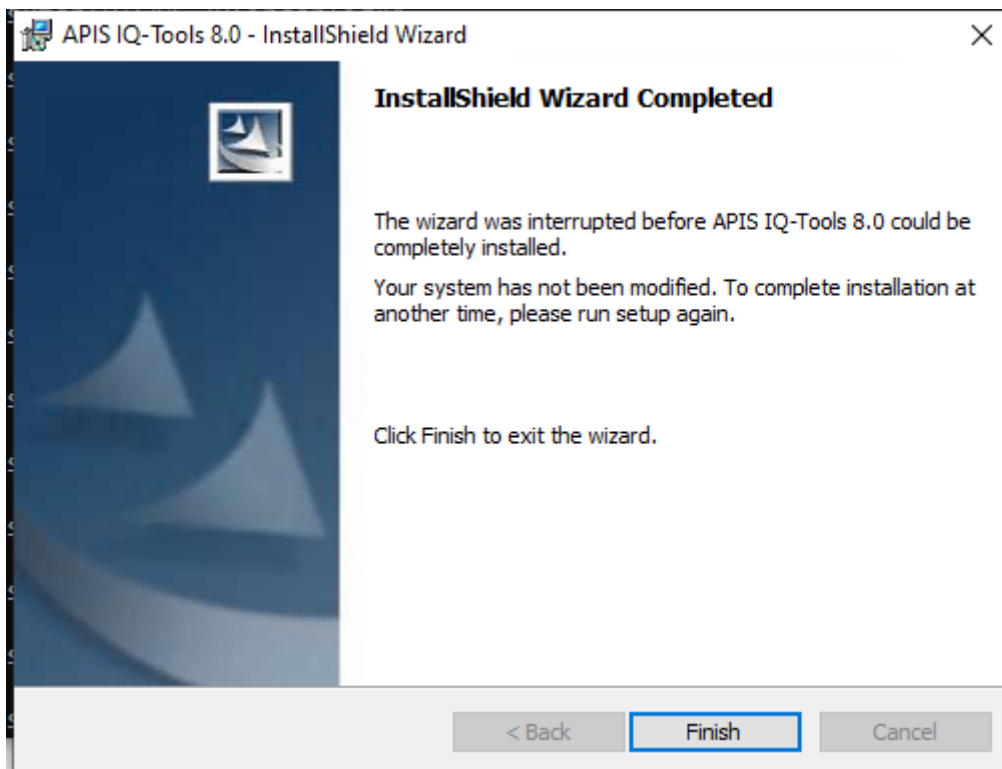 APIS IQ-Tools 8.0 - InstallShield Wizard
InstallShield Wizard Completed
The wizard was interrupted before APIS IQ-Tools 8.0 could be
completely installed.
Your system has not been modified. To complete installation at
another time, please run setup again.
Click Finish to exit the wizard.
< Back
Finish
Cancel